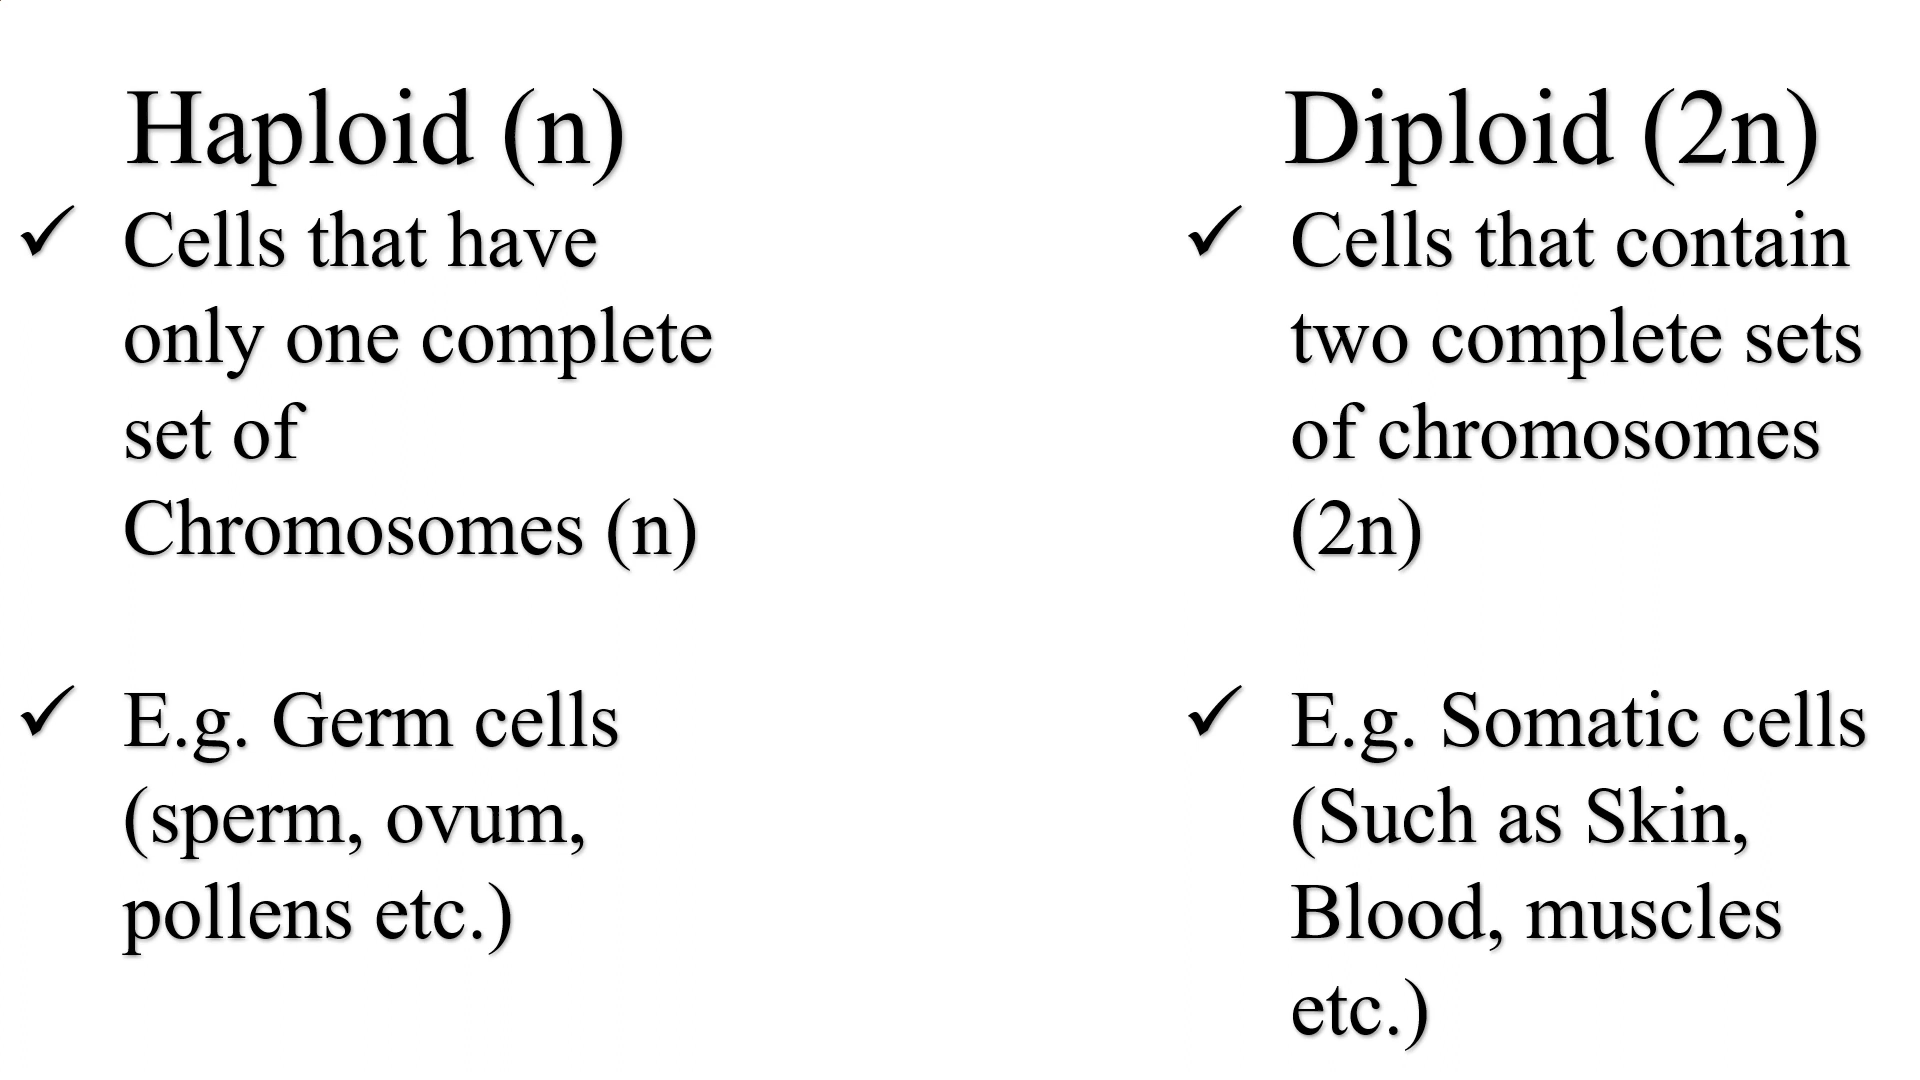 Haploid (n)
✓ Cells that have
only one complete
set of
Chromosomes (n)
✓ E.g. Germ cells
(sperm, ovum,
pollens etc.)
Diploid (2n)
✓ Cells that contain
two complete sets
of chromosomes
(2n)
✓ E.g. Somatic cells
(Such as Skin,
Blood, muscles
etc.)